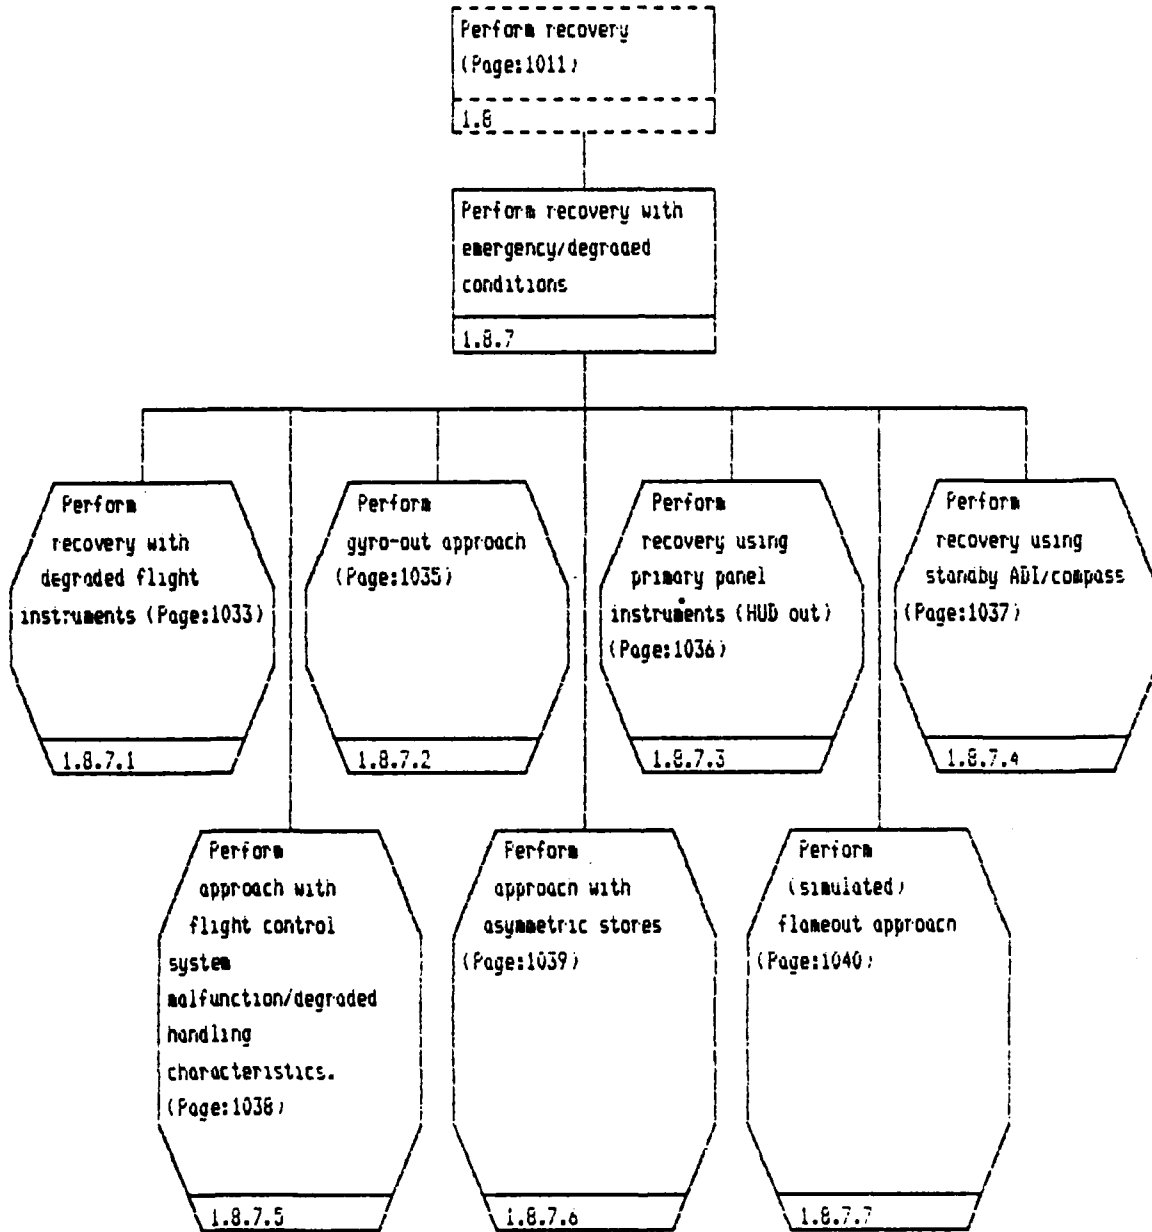 Perform recovery
(Page:1011)
1.8
Perform recovery with
emergency/degraded
conditions
1.8.7
Perform
recovery with
degraded flight
instruments (Page:1033)
1.8.7.1
Perform
gyro-out approach
(Page:1035)
1.8.7.2
Perform
recovery using
primary panel
instruments (HUD out)
(Page:1036)
1.8.7.3
Perform
recovery using
standby ADI/compass
(Page:1037)
1.8.7.4
Perform
approach with
flight control
system
malfunction/degraded
handling
characteristics.
(Page:1038)
1.8.7.5
Perform
approach with
asymmetric stores
(Page:1039)
1.8.7.6
Perform
(simulated)
flameout approach
(Page:1040)
1.8.7.7